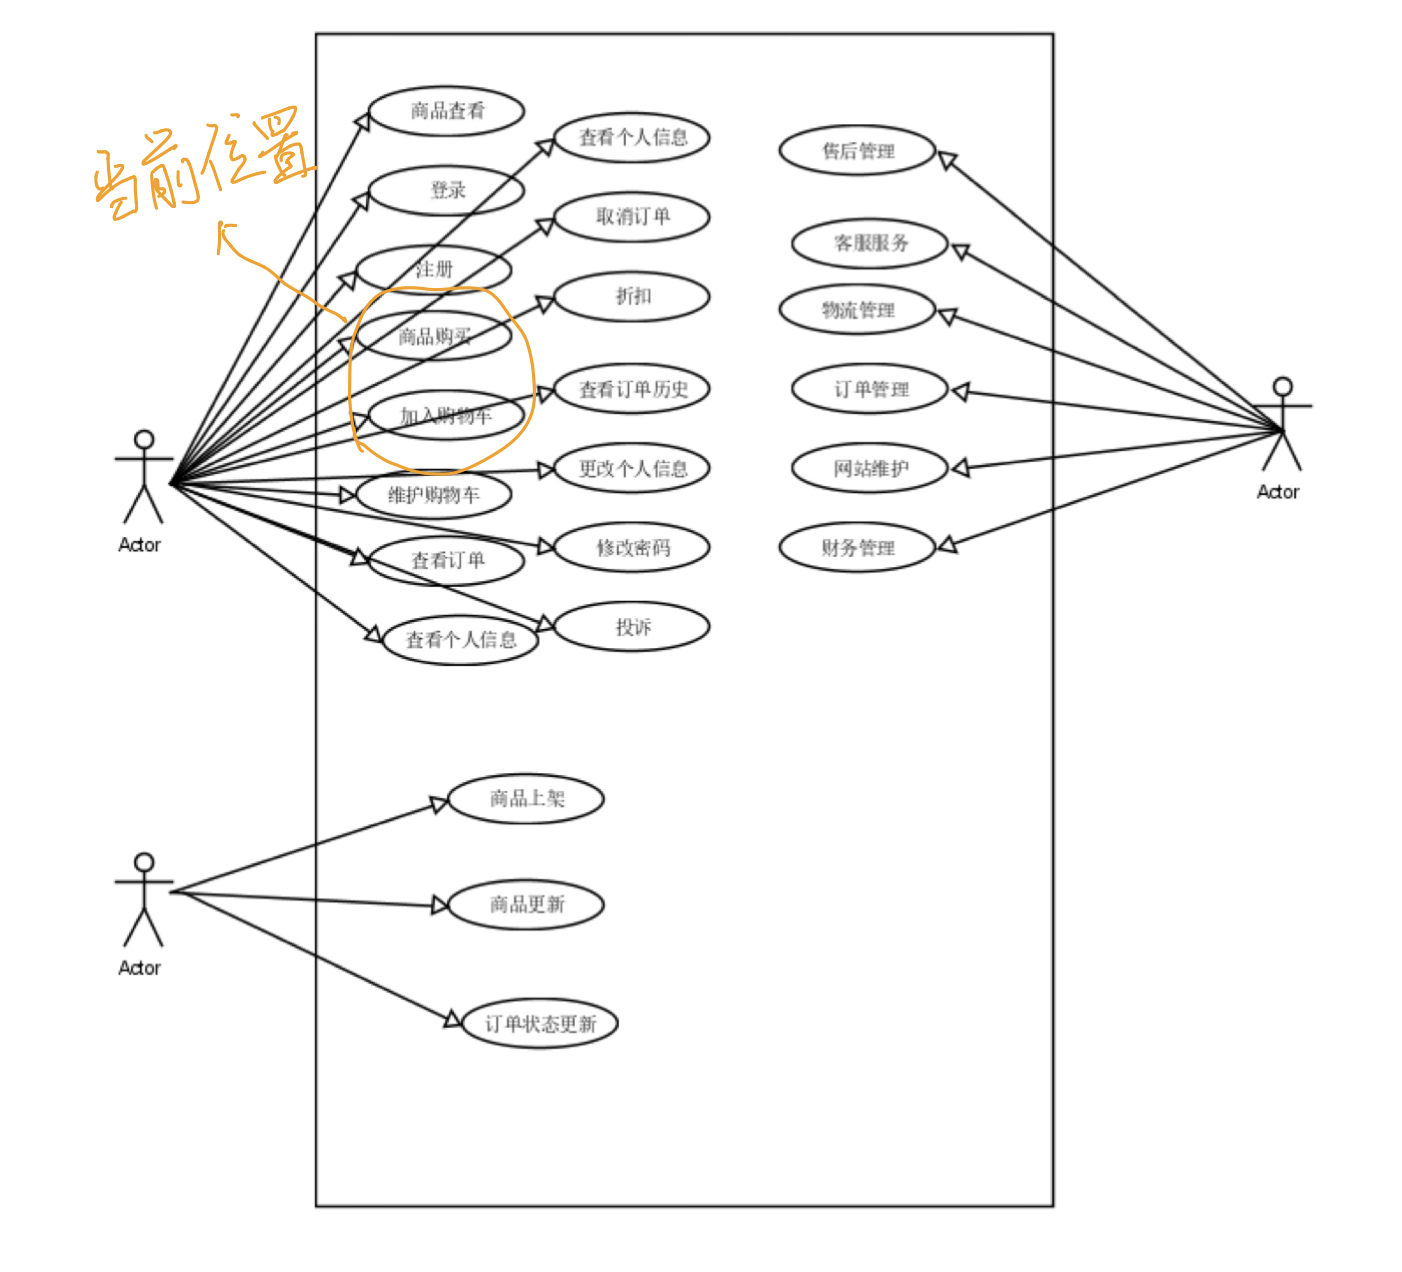 当前位置
商品查看
登录
注册
商品购买
加入购物车
维护购物车
查看订单
查看个人信息
查看个人信息
取消订单
折扣
查看订单历史
更改个人信息
修改密码
投诉
售后管理
客服服务
物流管理
订单管理
网站维护
财务管理
Actor
Actor
商品上架
商品更新
订单状态更新
Actor